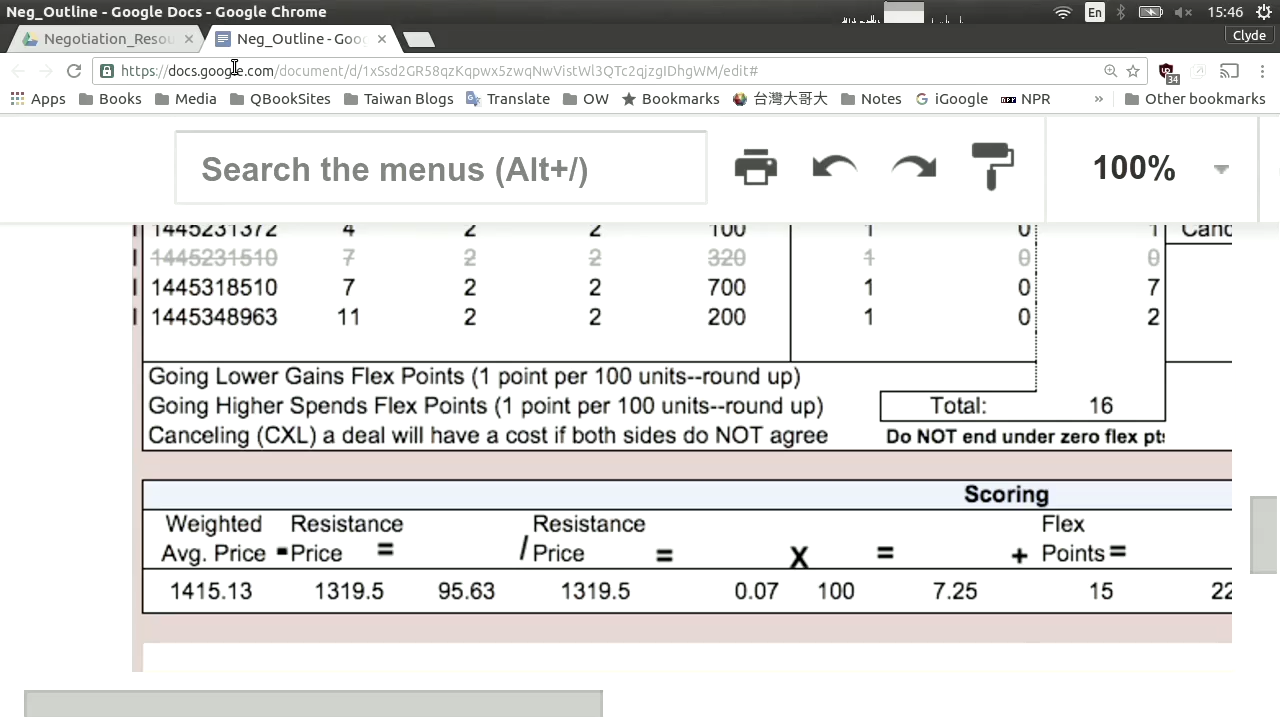 Neg_Outline - Google Docs - Google Chrome En 15:46
Negotiation_Resou × Neg_Outline - Goo × Clyde
https://docs.google.com/document/d/1xSsd2GR58qzKqpwx5zwqNwVistWl3QTc2qjzgIDhgWM/edit# 34
Apps Books Media QBookSites Taiwan Blogs Translate OW Bookmarks 台灣大哥大 Notes iGoogle NPR » Other bookmarks
Search the menus (Alt+/) 100%
1445231372 4 2 2 100 1 0 1 Canc
1445231510 7 2 2 320 1 0 0
1445318510 7 2 2 700 1 0 7
1445348963 11 2 2 200 1 0 2
Going Lower Gains Flex Points (1 point per 100 units--round up)
Going Higher Spends Flex Points (1 point per 100 units--round up) Total: 16
Canceling (CXL) a deal will have a cost if both sides do NOT agree Do NOT end under zero flex pts
Scoring
Weighted Resistance Resistance Flex
Avg. Price - Price = / Price = X = + Points =
1415.13 1319.5 95.63 1319.5 0.07 100 7.25 15 22